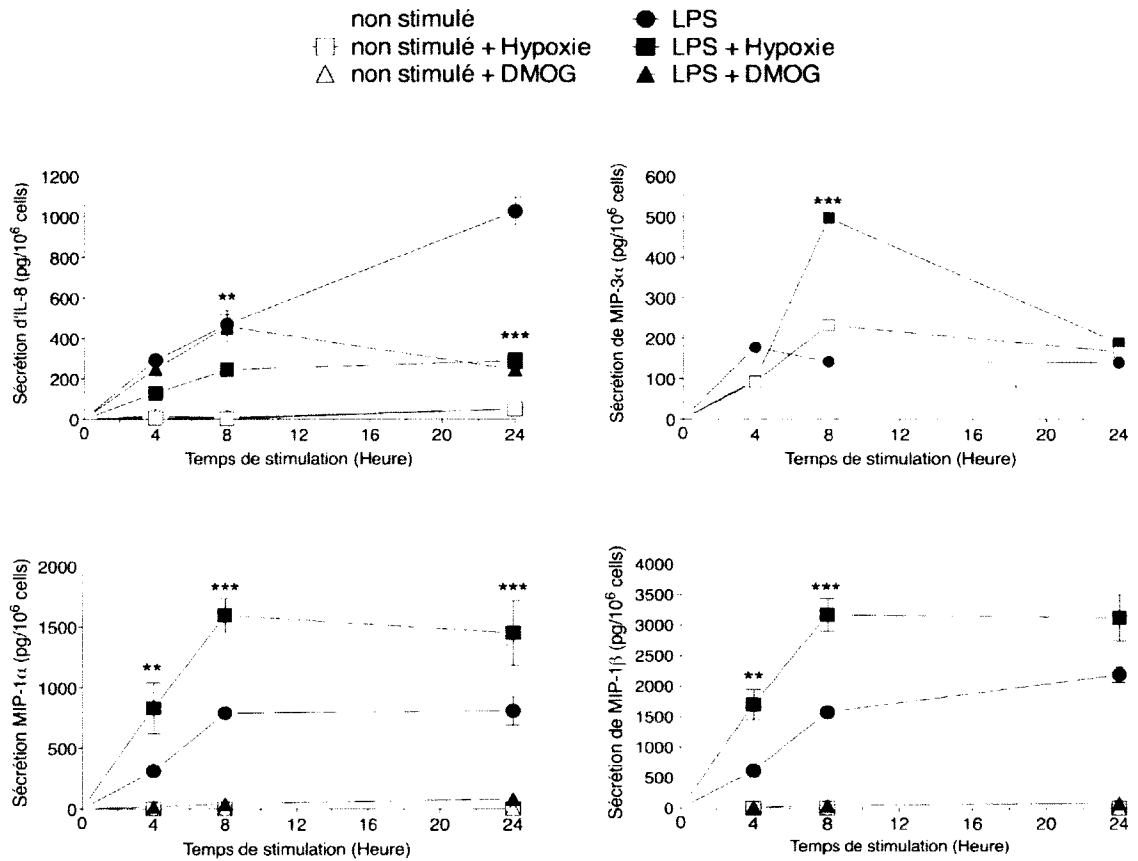 non stimulé
LPS
non stimulé + Hypoxie
LPS + Hypoxie
non stimulé + DMOG
LPS + DMOG
Sécrétion d'IL-8 (pg/10⁶ cells)
1200
1000
800
600
400
200
0
**
***
0 4 8 12 16 20 24
Temps de stimulation (Heure)
Sécrétion de MIP-3α (pg/10⁶ cells)
600
500
400
300
200
100
0
***
0 4 8 12 16 20 24
Temps de stimulation (Heure)
Sécrétion MIP-1α (pg/10⁶ cells)
2000
1500
1000
500
0
**
***
***
0 4 8 12 16 20 24
Temps de stimulation (Heure)
Sécrétion de MIP-1β (pg/10⁶ cells)
4000
3500
3000
2500
2000
1500
1000
500
0
**
***
0 4 8 12 16 20 24
Temps de stimulation (Heure)